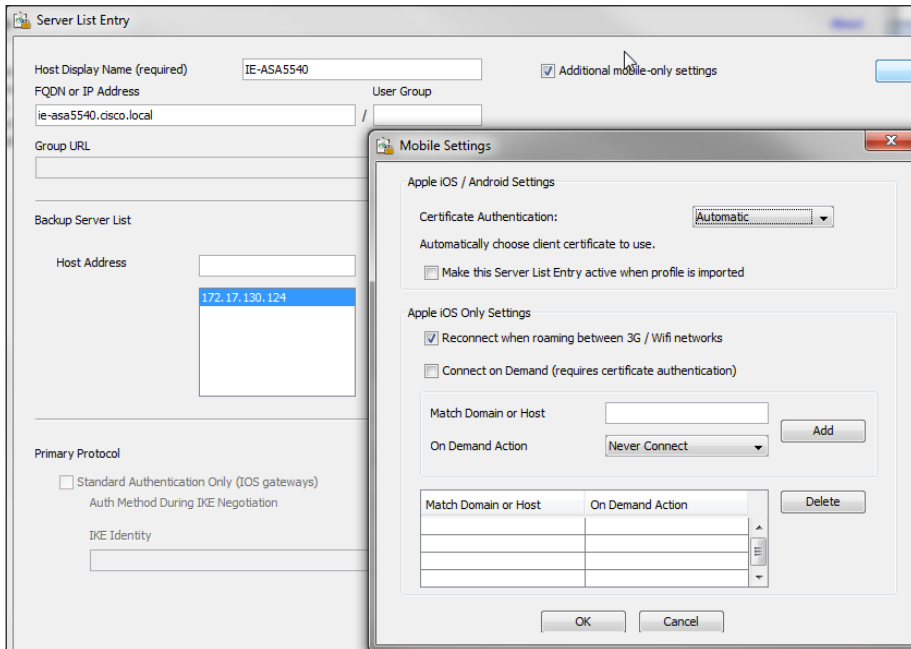 Server List Entry
About
Host Display Name (required)
IE-ASA5540
Additional mobile-only settings
FQDN or IP Address
User Group
ie-asa5540.cisco.local
/
Group URL
Backup Server List
Host Address
172.17.130.124
Primary Protocol
Standard Authentication Only (IOS gateways)
Auth Method During IKE Negotiation
IKE Identity
Mobile Settings
Apple iOS / Android Settings
Certificate Authentication:
Automatic
Automatically choose client certificate to use.
Make this Server List Entry active when profile is imported
Apple iOS Only Settings
Reconnect when roaming between 3G / Wifi networks
Connect on Demand (requires certificate authentication)
Match Domain or Host
Add
On Demand Action
Never Connect
Match Domain or Host
On Demand Action
Delete
OK
Cancel